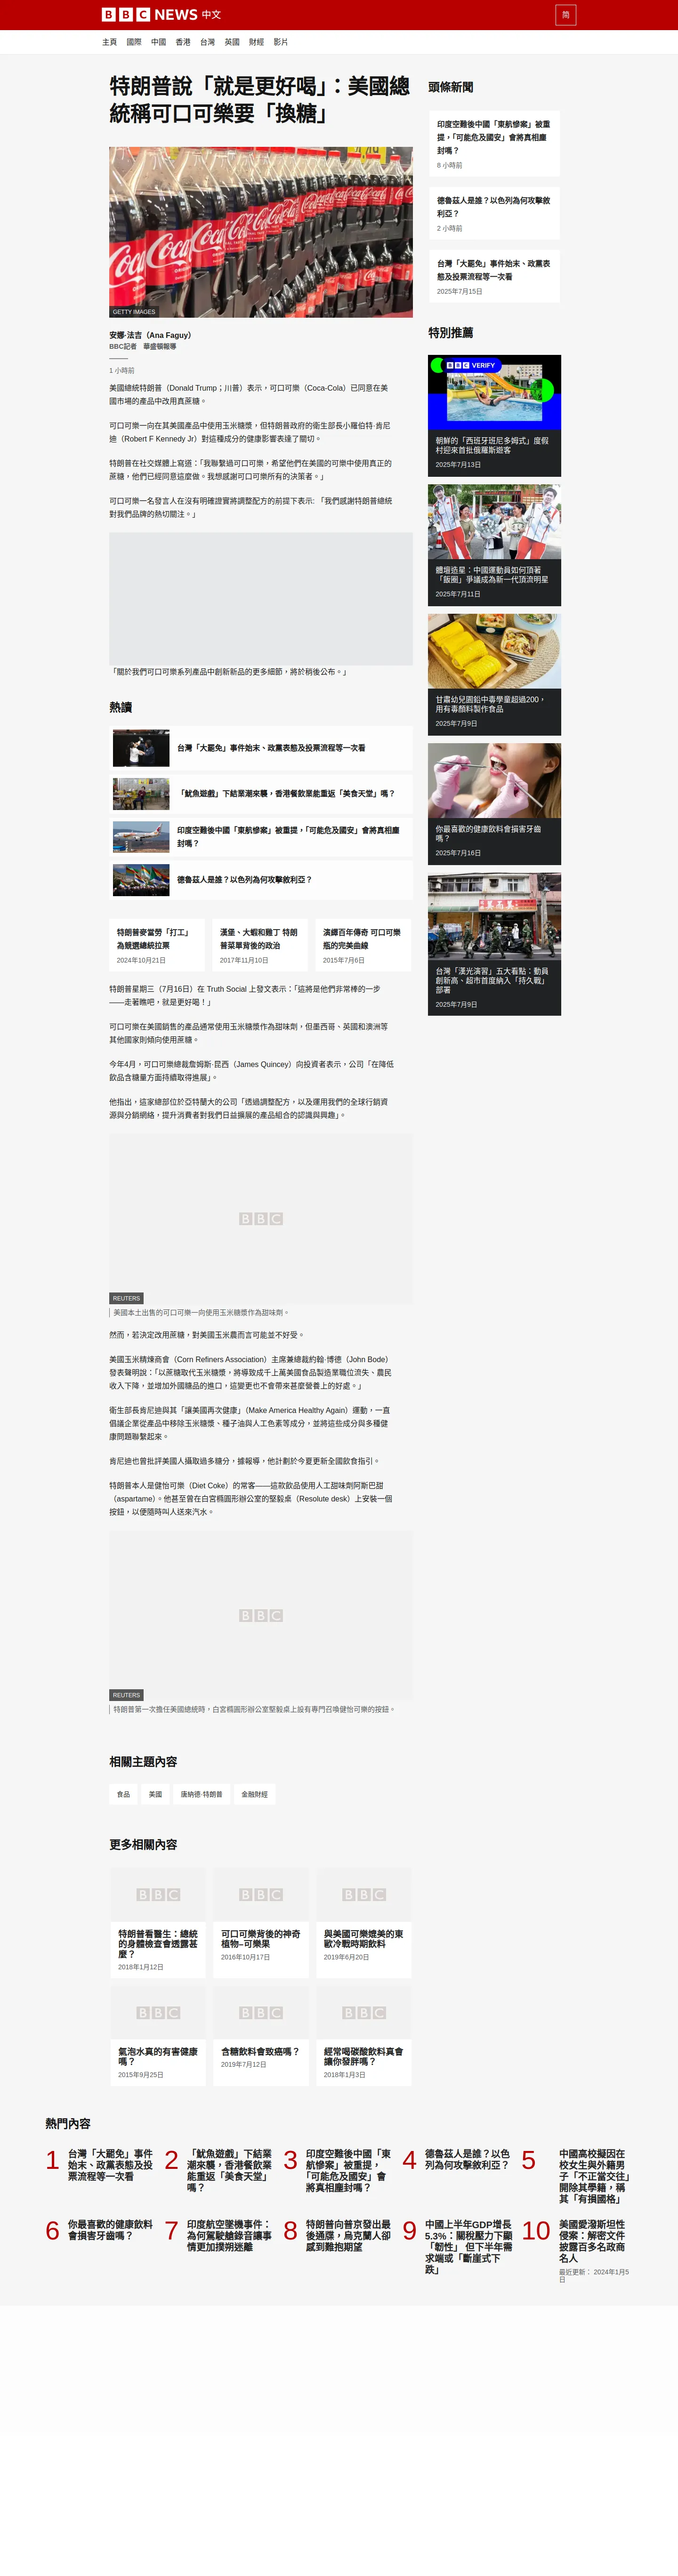 BBC NEWS 中文
简
主頁 國際 中國 香港 台灣 英國 財經 影片
特朗普說「就是更好喝」：美國總
統稱可口可樂要「換糖」
GETTY IMAGES
安娜·法吉（Ana Faguy）
BBC記者 華盛頓報導
1 小時前
美國總統特朗普（Donald Trump；川普）表示，可口可樂（Coca-Cola）已同意在美
國市場的產品中改用真蔗糖。
可口可樂一向在其美國產品中使用玉米糖漿，但特朗普政府的衛生部長小羅伯特·肯尼
迪（Robert F Kennedy Jr）對這種成分的健康影響表達了關切。
特朗普在社交媒體上寫道：「我聯繫過可口可樂，希望他們在美國的可樂中使用真正的
蔗糖，他們已經同意這麼做。我想感謝可口可樂所有的決策者。」
可口可樂一名發言人在沒有明確證實將調整配方的前提下表示: 「我們感謝特朗普總統
對我們品牌的熱切關注。」
「關於我們可口可樂系列產品中創新新品的更多細節，將於稍後公布。」
熱讀
台灣「大罷免」事件始末、政黨表態及投票流程等一次看
「魷魚遊戲」下結業潮來襲，香港餐飲業能重返「美食天堂」嗎？
印度空難後中國「東航慘案」被重提，「可能危及國安」會將真相塵
封嗎？
德魯茲人是誰？以色列為何攻擊敘利亞？
特朗普麥當勞「打工」
為競選總統拉票
2024年10月21日
漢堡、大蝦和雞丁 特朗
普菜單背後的政治
2017年11月10日
演繹百年傳奇 可口可樂
瓶的完美曲線
2015年7月6日
特朗普星期三（7月16日）在 Truth Social 上發文表示：「這將是他們非常棒的一步
——走著瞧吧，就是更好喝！」
可口可樂在美國銷售的產品通常使用玉米糖漿作為甜味劑，但墨西哥、英國和澳洲等
其他國家則傾向使用蔗糖。
今年4月，可口可樂總裁詹姆斯·昆西（James Quincey）向投資者表示，公司「在降低
飲品含糖量方面持續取得進展」。
他指出，這家總部位於亞特蘭大的公司「透過調整配方，以及運用我們的全球行銷資
源與分銷網絡，提升消費者對我們日益擴展的產品組合的認識與興趣」。
BBC
REUTERS
美國本土出售的可口可樂一向使用玉米糖漿作為甜味劑。
然而，若決定改用蔗糖，對美國玉米農而言可能並不好受。
美國玉米精煉商會（Corn Refiners Association）主席兼總裁約翰·博德（John Bode）
發表聲明說：「以蔗糖取代玉米糖漿，將導致成千上萬美國食品製造業職位流失、農民
收入下降，並增加外國糖品的進口，這變更也不會帶來甚麼營養上的好處。」
衛生部長肯尼迪與其「讓美國再次健康」（Make America Healthy Again）運動，一直
倡議企業從產品中移除玉米糖漿、種子油與人工色素等成分，並將這些成分與多種健
康問題聯繫起來。
肯尼迪也曾批評美國人攝取過多糖分，據報導，他計劃於今夏更新全國飲食指引。
特朗普本人是健怡可樂（Diet Coke）的常客——這款飲品使用人工甜味劑阿斯巴甜
（aspartame）。他甚至曾在白宮橢圓形辦公室的堅毅桌（Resolute desk）上安裝一個
按鈕，以便隨時叫人送來汽水。
BBC
REUTERS
特朗普第一次擔任美國總統時，白宮橢圓形辦公室堅毅桌上設有專門召喚健怡可樂的按鈕。
相關主題內容
食品 美國 唐納德·特朗普 金融財經
更多相關內容
BBC BBC BBC
特朗普看醫生：總統
的身體檢查會透露甚
麼？
2018年1月12日
可口可樂背後的神奇
植物–可樂果
2016年10月17日
與美國可樂媲美的東
歐冷戰時期飲料
2019年6月20日
BBC BBC BBC
氣泡水真的有害健康
嗎？
2015年9月25日
含糖飲料會致癌嗎？
2019年7月12日
經常喝碳酸飲料真會
讓你發胖嗎？
2018年1月3日
頭條新聞
印度空難後中國「東航慘案」被重
提，「可能危及國安」會將真相塵
封嗎？
8 小時前
德魯茲人是誰？以色列為何攻擊敘
利亞？
2 小時前
台灣「大罷免」事件始末、政黨表
態及投票流程等一次看
2025年7月15日
特別推薦
BBC VERIFY
朝鮮的「西班牙班尼多姆式」度假
村迎來首批俄羅斯遊客
2025年7月13日
體壇造星：中國運動員如何頂著
「飯圈」爭議成為新一代頂流明星
2025年7月11日
甘肅幼兒園鉛中毒學童超過200，
用有毒顏料製作食品
2025年7月9日
你最喜歡的健康飲料會損害牙齒
嗎？
2025年7月16日
台灣「漢光演習」五大看點：動員
創新高、超市首度納入「持久戰」
部署
2025年7月9日
熱門內容
1 台灣「大罷免」事件
始末、政黨表態及投
票流程等一次看
2 「魷魚遊戲」下結業
潮來襲，香港餐飲業
能重返「美食天堂」
嗎？
3 印度空難後中國「東
航慘案」被重提，
「可能危及國安」會
將真相塵封嗎？
4 德魯茲人是誰？以色
列為何攻擊敘利亞？
5 中國高校擬因在
校女生與外籍男
子「不正當交往」
開除其學籍，稱
其「有損國格」
6 你最喜歡的健康飲料
會損害牙齒嗎？
7 印度航空墜機事件：
為何駕駛艙錄音讓事
情更加撲朔迷離
8 特朗普向普京發出最
後通牒，烏克蘭人卻
感到難抱期望
9 中國上半年GDP增長
5.3%：關稅壓力下顯
「韌性」 但下半年需
求端或「斷崖式下
跌」
10 美國愛潑斯坦性
侵案：解密文件
披露百多名政商
名人
最近更新： 2024年1月5
日